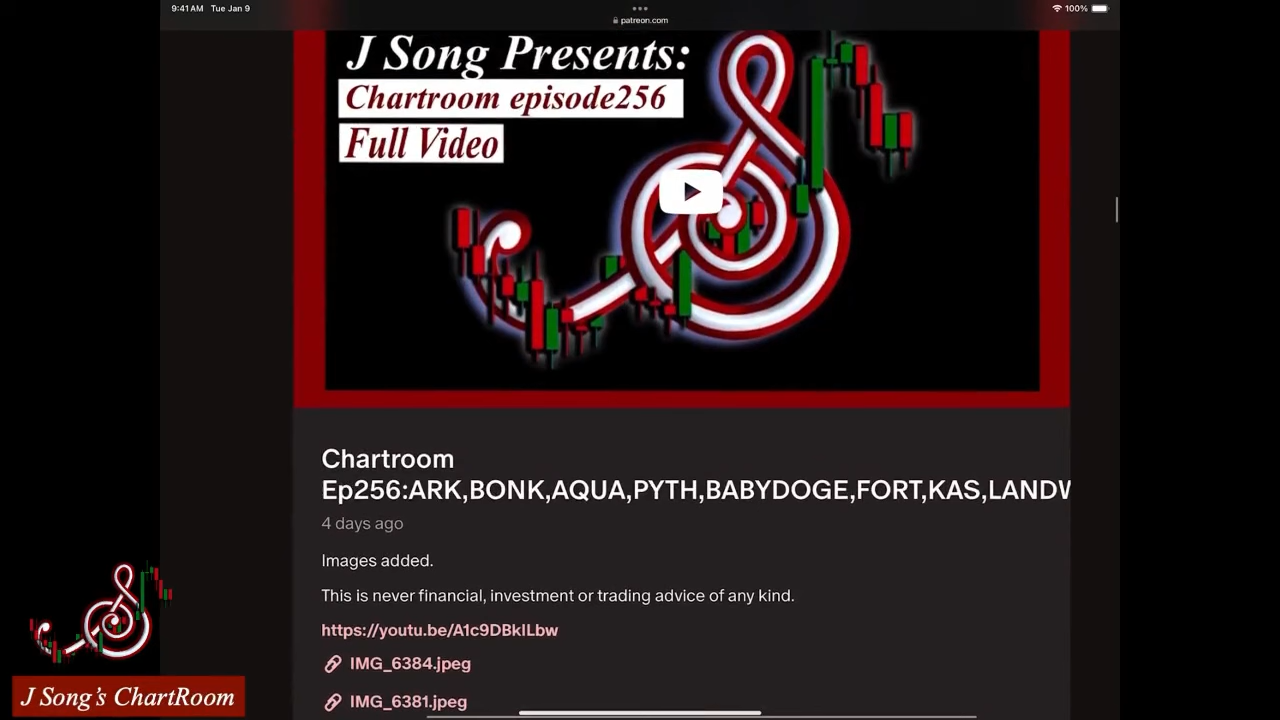 9:41 AM Tue Jan 9
patreon.com
100%
J Song Presents:
Chartroom episode256
Full Video
Chartroom
Ep256:ARK,BONK,AQUA,PYTH,BABYDOGE,FORT,KAS,LANDW
4 days ago
Images added.
This is never financial, investment or trading advice of any kind.
https://youtu.be/A1c9DBklLbw
IMG_6384.jpeg
IMG_6381.jpeg
J Song's ChartRoom